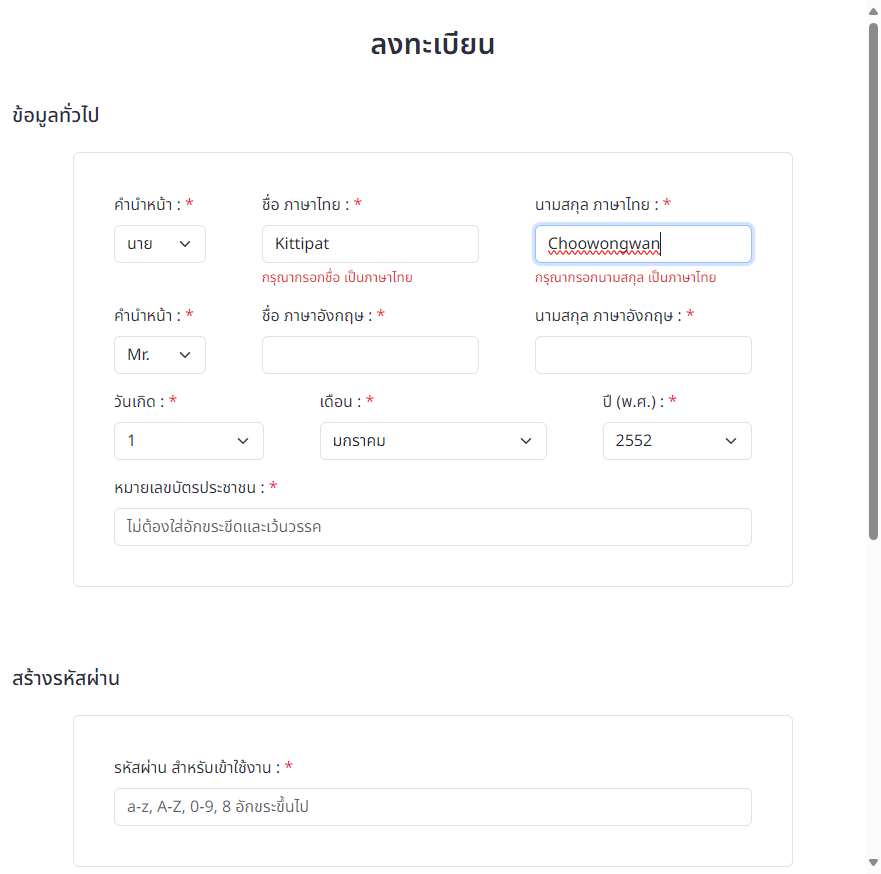 ลงทะเบียน
ข้อมูลทั่วไป
คำนำหน้า : * ชื่อ ภาษาไทย : * นามสกุล ภาษาไทย : *
นาย Kittipat Choowongwan
กรุณากรอกชื่อ เป็นภาษาไทย กรุณากรอกนามสกุล เป็นภาษาไทย
คำนำหน้า : * ชื่อ ภาษาอังกฤษ : * นามสกุล ภาษาอังกฤษ : *
Mr.
วันเกิด : * เดือน : * ปี (พ.ศ.) : *
1 มกราคม 2552
หมายเลขบัตรประชาชน : *
ไม่ต้องใส่อักขระขีดและเว้นวรรค
สร้างรหัสผ่าน
รหัสผ่าน สำหรับเข้าใช้งาน : *
a-z, A-Z, 0-9, 8 อักขระขึ้นไป